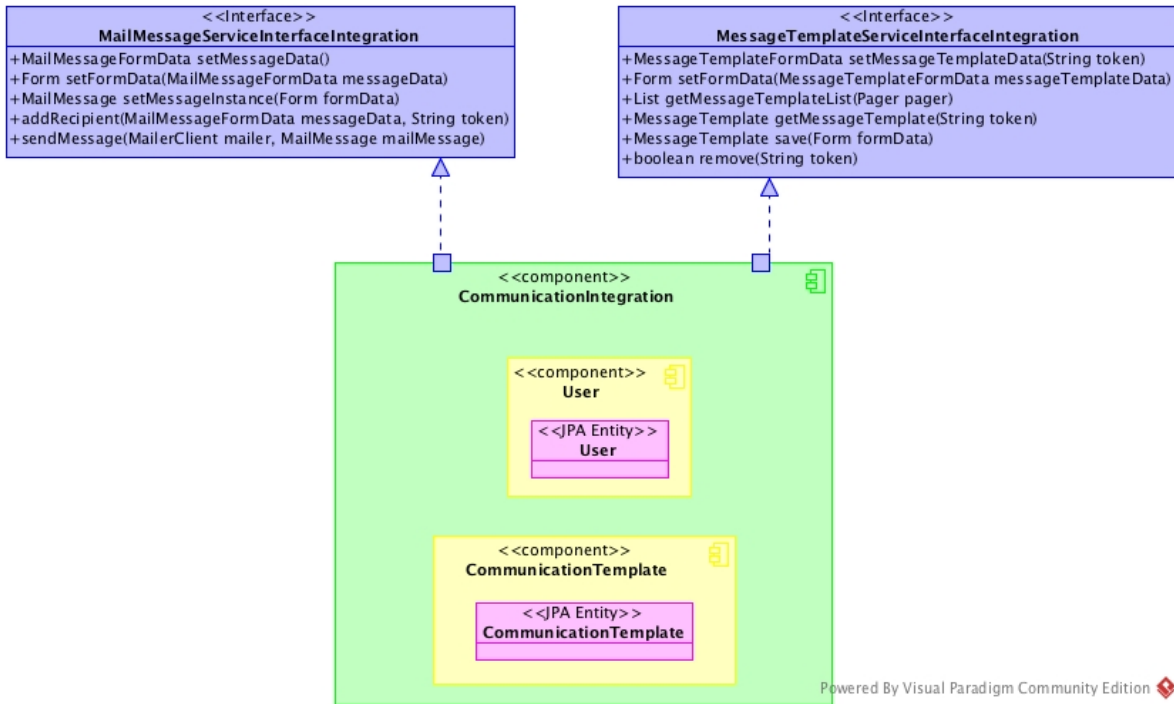 <<Interface>>
MailMessageServiceInterfaceIntegration
+MailMessageFormData setMessageData()
+Form setFormData(MailMessageFormData messageData)
+MailMessage setMessageInstance(Form formData)
+addRecipient(MailMessageFormData messageData, String token)
+sendMessage(MailerClient mailer, MailMessage mailMessage)
<<Interface>>
MessageTemplateServiceInterfaceIntegration
+MessageTemplateFormData setMessageTemplateData(String token)
+Form setFormData(MessageTemplateFormData messageTemplateData)
+List getMessageTemplateList(Pager pager)
+MessageTemplate getMessageTemplate(String token)
+MessageTemplate save(Form formData)
+boolean remove(String token)
<<component>>
CommunicationIntegration
<<component>>
User
<<JPA Entity>>
User
<<component>>
CommunicationTemplate
<<JPA Entity>>
CommunicationTemplate
Powered By Visual Paradigm Community Edition